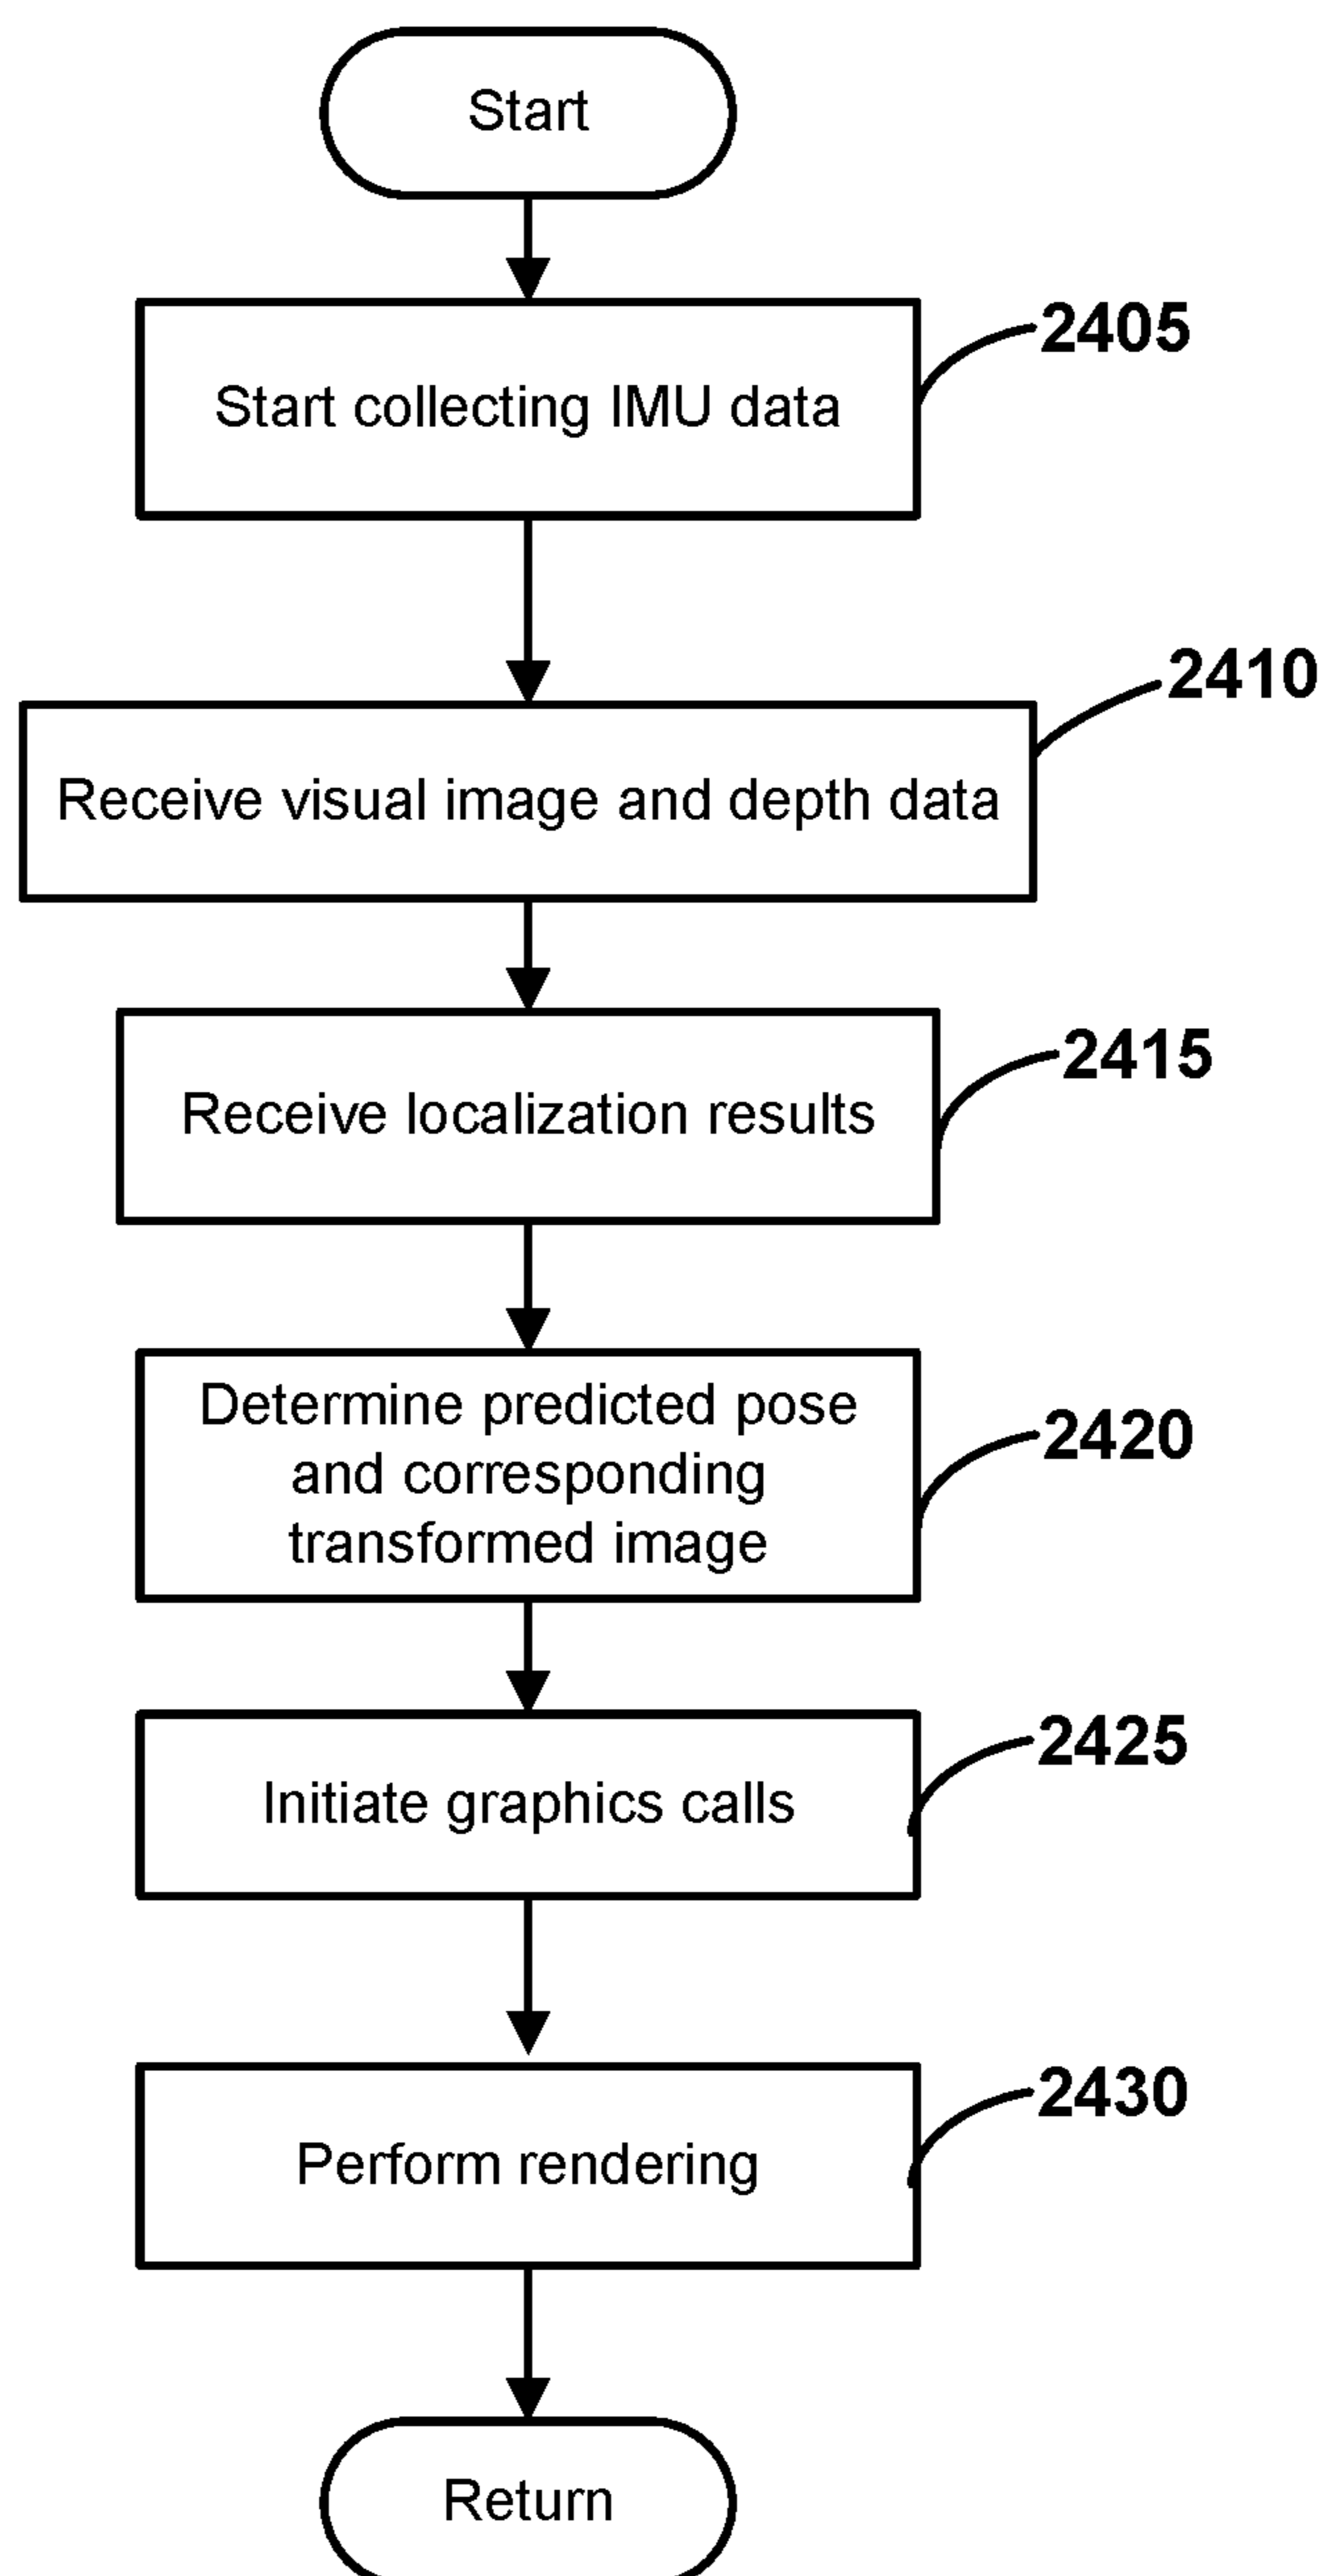 Start
Start collecting IMU data
2405
Receive visual image and depth data
2410
Receive localization results
2415
Determine predicted pose
and corresponding
transformed image
2420
Initiate graphics calls
2425
Perform rendering
2430
Return